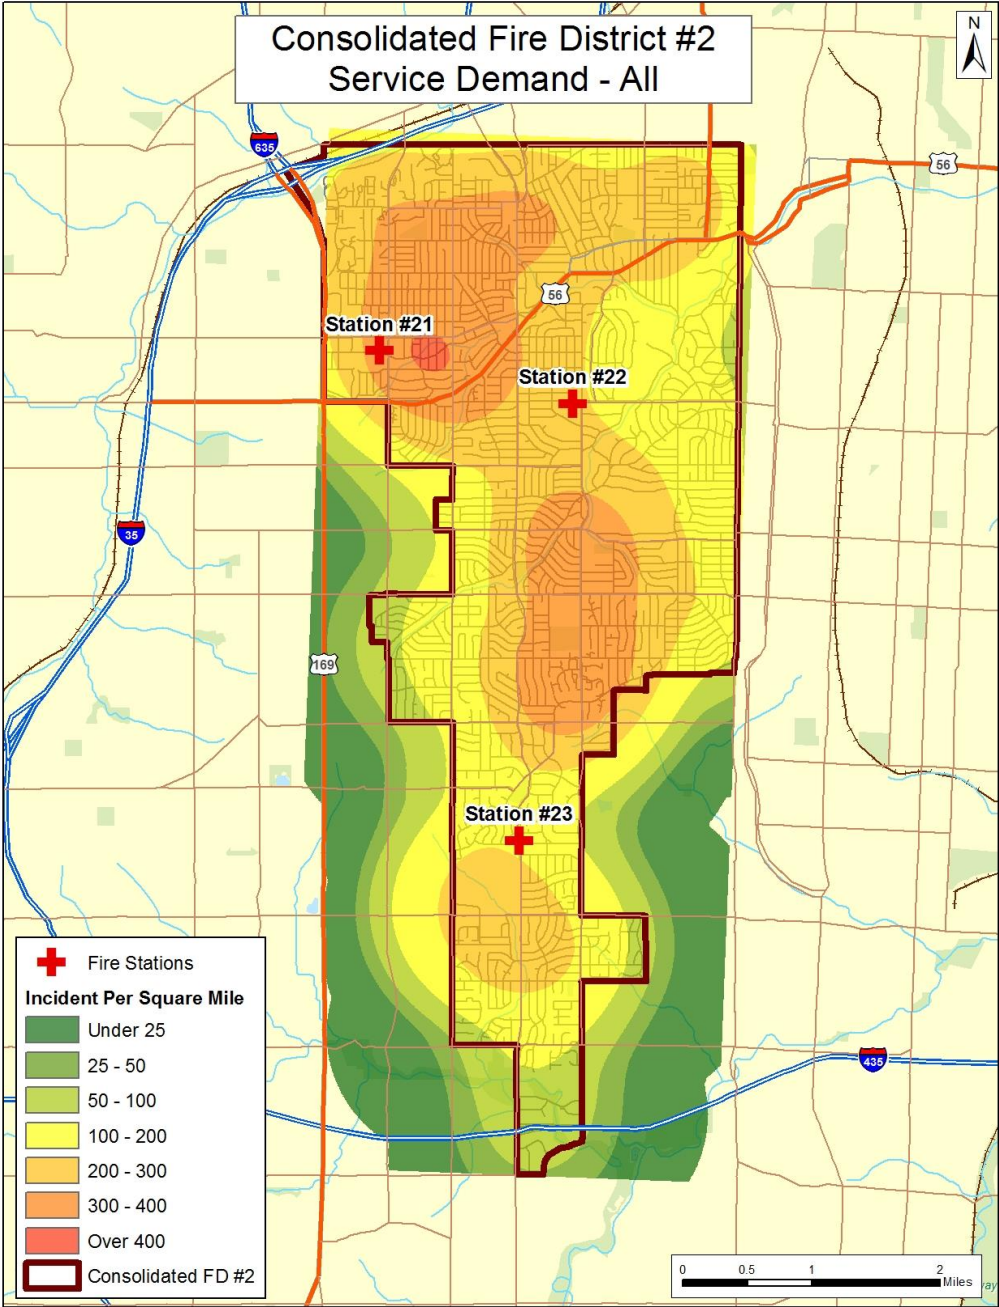 Consolidated Fire District #2
Service Demand - All
N
635
56
56
Station #21
Station #22
35
169
Station #23
435
Fire Stations
Incident Per Square Mile
Under 25
25 - 50
50 - 100
100 - 200
200 - 300
300 - 400
Over 400
Consolidated FD #2
0 0.5 1 2
Miles